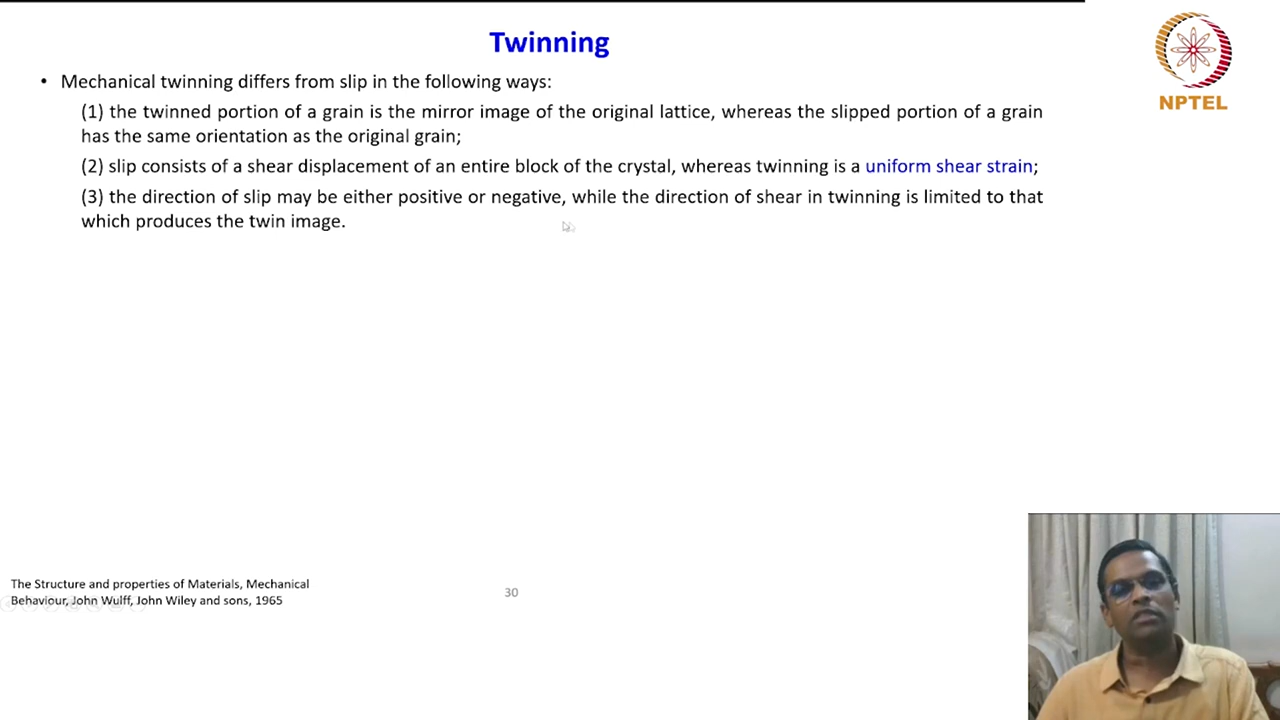 Twinning
NPTEL
• Mechanical twinning differs from slip in the following ways:
(1) the twinned portion of a grain is the mirror image of the original lattice, whereas the slipped portion of a grain
has the same orientation as the original grain;
(2) slip consists of a shear displacement of an entire block of the crystal, whereas twinning is a uniform shear strain;
(3) the direction of slip may be either positive or negative, while the direction of shear in twinning is limited to that
which produces the twin image.
The Structure and properties of Materials, Mechanical
Behaviour, John Wulff, John Wiley and sons, 1965
30